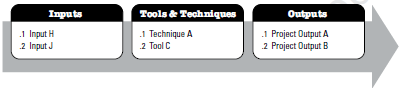 Inputs
.1 Input H
.2 Input J
Tools & Techniques
.1 Technique A
.2 Tool C
Outputs
.1 Project Output A
.2 Project Output B